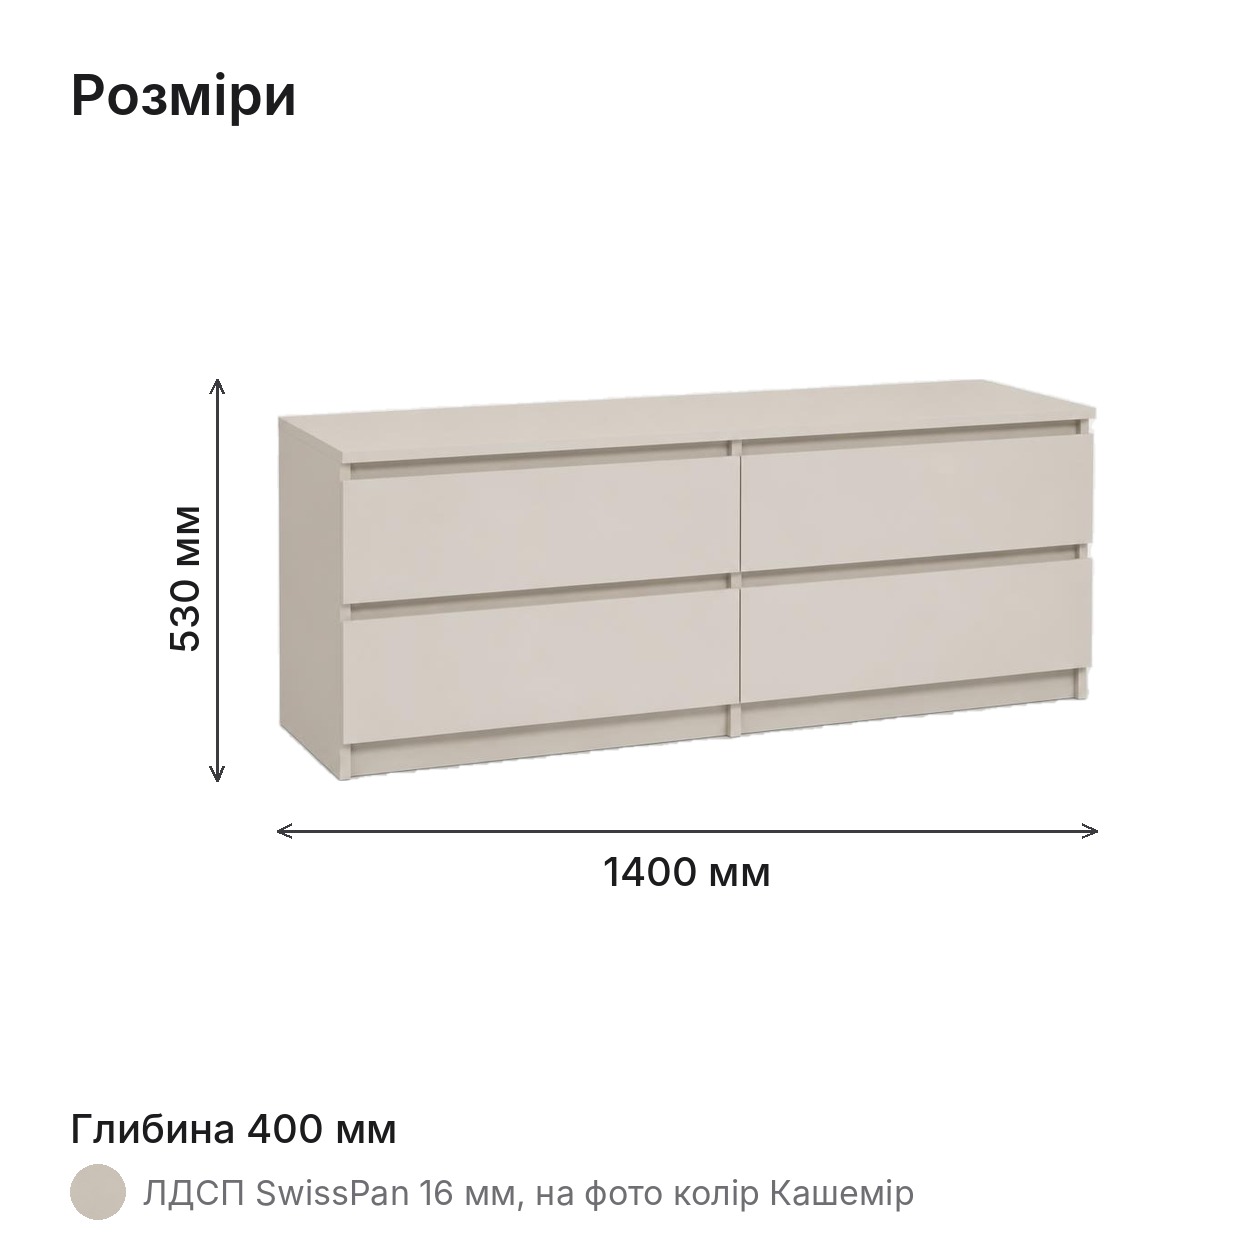 Розміри
530 мм
1400 мм
Глибина 400 мм
ЛДСП SwissPan 16 мм, на фото колір Кашемір